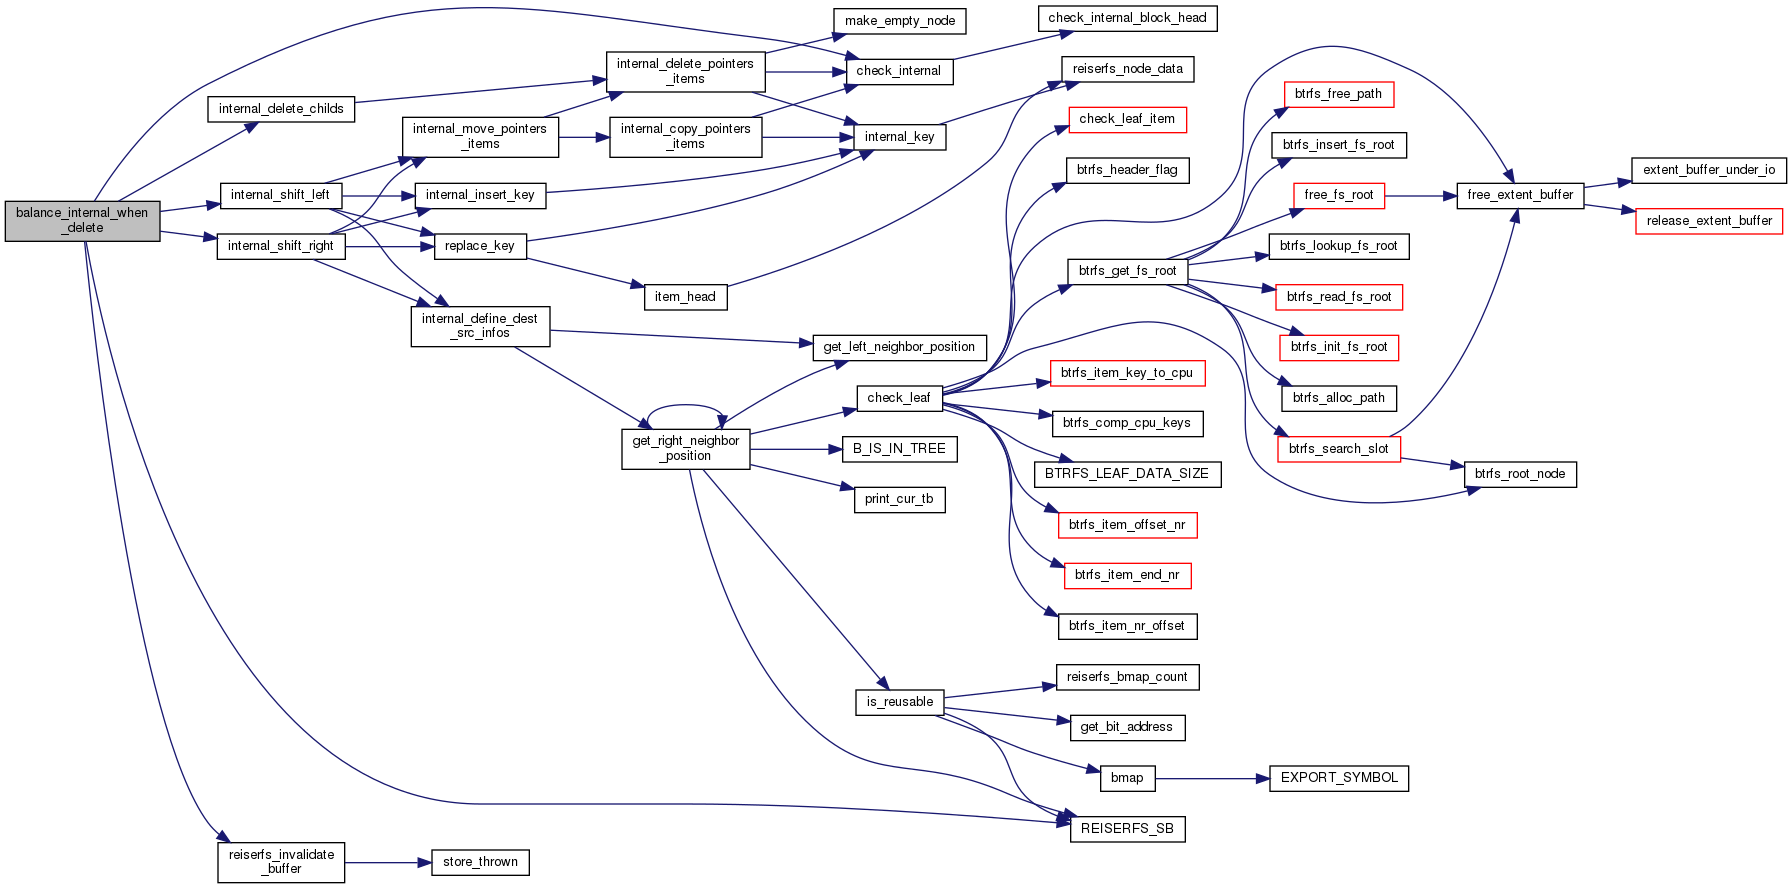 balance_internal_when
_delete
internal_delete_childs
internal_shift_left
internal_shift_right
reiserfs_invalidate
_buffer
internal_move_pointers
_items
internal_insert_key
replace_key
internal_define_dest
_src_infos
store_thrown
internal_delete_pointers
_items
internal_copy_pointers
_items
item_head
get_right_neighbor
_position
make_empty_node
check_internal
internal_key
get_left_neighbor_position
check_leaf
B_IS_IN_TREE
print_cur_tb
is_reusable
check_internal_block_head
reiserfs_node_data
check_leaf_item
btrfs_header_flag
btrfs_get_fs_root
btrfs_item_key_to_cpu
btrfs_comp_cpu_keys
BTRFS_LEAF_DATA_SIZE
btrfs_item_offset_nr
btrfs_item_end_nr
btrfs_item_nr_offset
reiserfs_bmap_count
get_bit_address
bmap
REISERFS_SB
btrfs_free_path
btrfs_insert_fs_root
free_fs_root
btrfs_lookup_fs_root
btrfs_read_fs_root
btrfs_init_fs_root
btrfs_alloc_path
btrfs_search_slot
EXPORT_SYMBOL
free_extent_buffer
btrfs_root_node
extent_buffer_under_io
release_extent_buffer